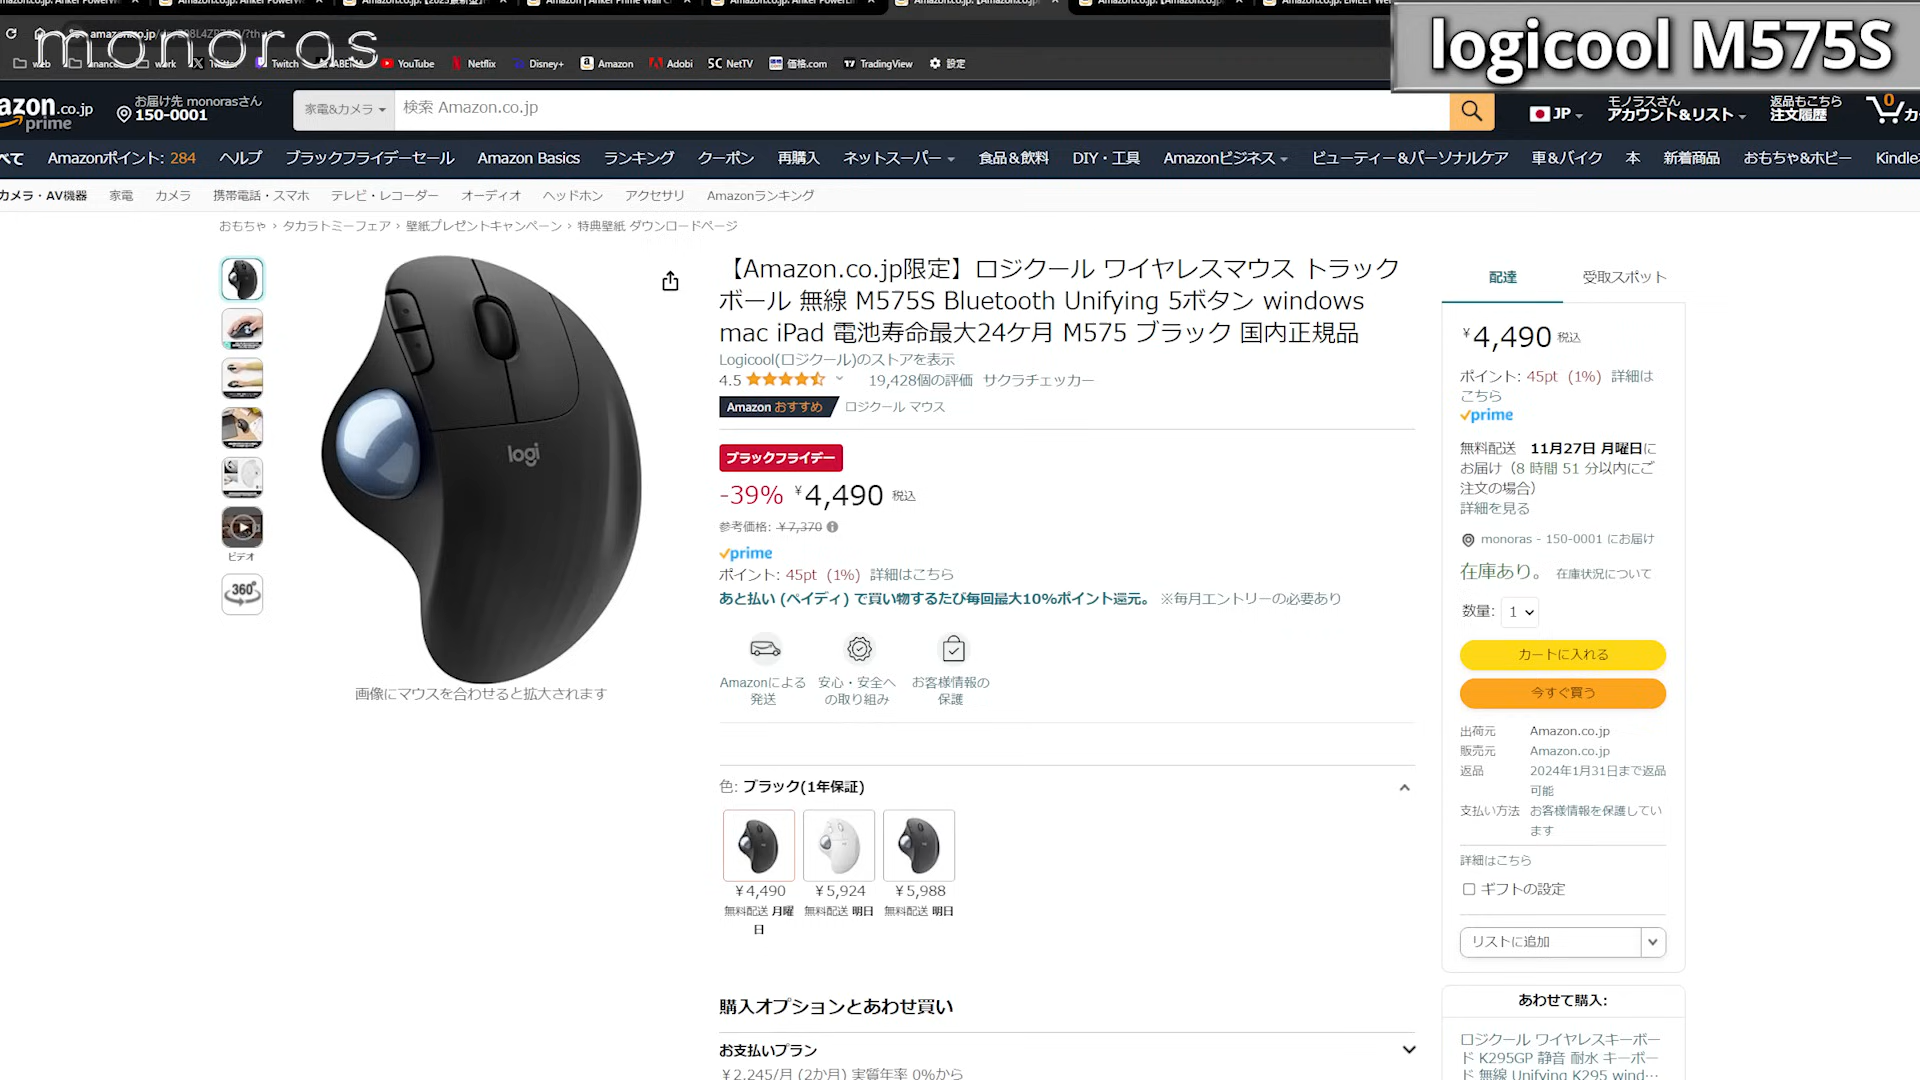 logicool M575S
monoras
web
work
Twitch
ABEMA
YouTube
Netflix
Disney+
Amazon
Adobi
NetTV
価格.com
TradingView
設定
azon.co.jp
prime
お届け先 monorasさん
150-0001
家電&カメラ
検索 Amazon.co.jp
JP
モノラスさん
アカウント&リスト
返品もこちら
注文履歴
0
カー
べて
Amazonポイント: 284
ヘルプ
ブラックフライデーセール
Amazon Basics
ランキング
クーポン
再購入
ネットスーパー
食品&飲料
DIY・工具
Amazonビジネス
ビューティー&パーソナルケア
車&バイク
本
新着商品
おもちゃ&ホビー
Kindle
カメラ・AV機器
家電
カメラ
携帯電話・スマホ
テレビ・レコーダー
オーディオ
ヘッドホン
アクセサリ
Amazonランキング
おもちゃ › タカラトミーフェア › 壁紙プレゼントキャンペーン › 特典壁紙 ダウンロードページ
logi
ビデオ
360°
画像にマウスを合わせると拡大されます
【Amazon.co.jp限定】ロジクール ワイヤレスマウス トラック
ボール 無線 M575S Bluetooth Unifying 5ボタン windows
mac iPad 電池寿命最大24ケ月 M575 ブラック 国内正規品
Logicool(ロジクール)のストアを表示
4.5
19,428個の評価 サクラチェッカー
Amazon おすすめ ロジクール マウス
ブラックフライデー
-39% ¥4,490 税込
参考価格: ¥7,370
prime
ポイント: 45pt (1%) 詳細はこちら
あと払い (ペイディ) で買い物するたび毎回最大10%ポイント還元。 ※毎月エントリーの必要あり
Amazonによる
発送
安心・安全へ
の取り組み
お客様情報の
保護
色: ブラック(1年保証)
¥4,490
無料配送 月曜
日
¥5,924
無料配送 明日
¥5,988
無料配送 明日
購入オプションとあわせ買い
お支払いプラン
¥2,245/月 (2か月) 実質年率 0%から
配達
受取スポット
¥4,490 税込
ポイント: 45pt (1%) 詳細は
こちら
prime
無料配送 11月27日 月曜日に
お届け（8 時間 51 分以内にご
注文の場合）
詳細を見る
monoras - 150-0001 にお届け
在庫あり。 在庫状況について
数量: 1
カートに入れる
今すぐ買う
出荷元 Amazon.co.jp
販売元 Amazon.co.jp
返品 2024年1月31日まで返品
可能
支払い方法 お客様情報を保護してい
ます
詳細はこちら
ギフトの設定
リストに追加
あわせて購入:
ロジクール ワイヤレスキーボー
ド K295GP 静音 耐水 キーボー
ド 無線 Unifying K295 wind…